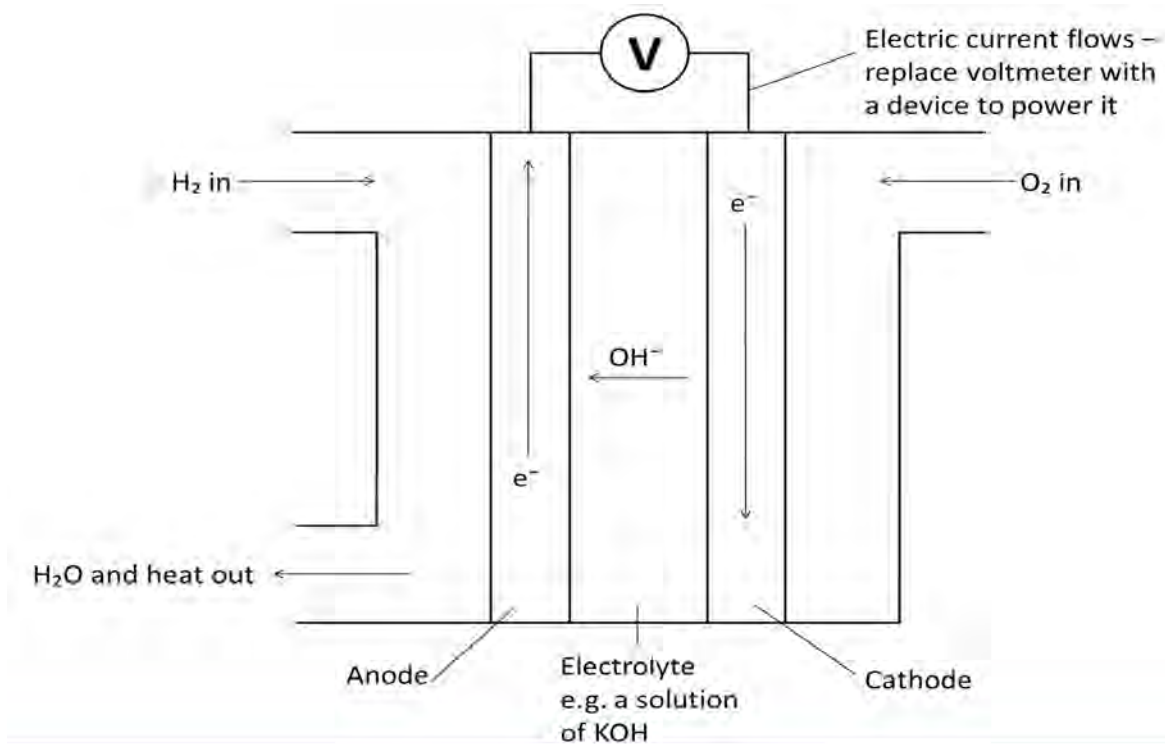 V
Electric current flows –
replace voltmeter with
a device to power it
H₂ in
O₂ in
e⁻
OH⁻
e⁻
H₂O and heat out
Anode
Electrolyte
e.g. a solution
of KOH
Cathode